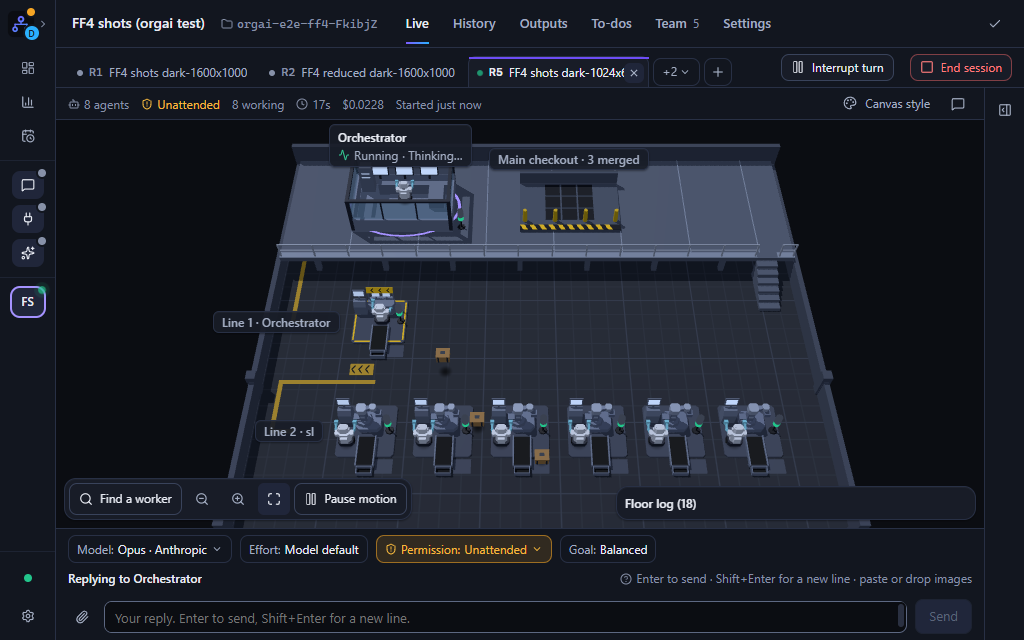 FF4 shots (orgai test)
orgai-e2e-ff4-FkibjZ
Live
History
Outputs
To-dos
Team 5
Settings
D
R1 FF4 shots dark-1600x1000
R2 FF4 reduced dark-1600x1000
R5 FF4 shots dark-1024x6
+2
Interrupt turn
End session
8 agents
Unattended
8 working
17s
$0.0228
Started just now
Canvas style
Orchestrator
Running · Thinking...
Main checkout · 3 merged
FS
Line 1 · Orchestrator
Line 2 · sl
Find a worker
Pause motion
Floor log (18)
Model: Opus · Anthropic
Effort: Model default
Permission: Unattended
Goal: Balanced
Replying to Orchestrator
Enter to send · Shift+Enter for a new line · paste or drop images
Your reply. Enter to send, Shift+Enter for a new line.
Send